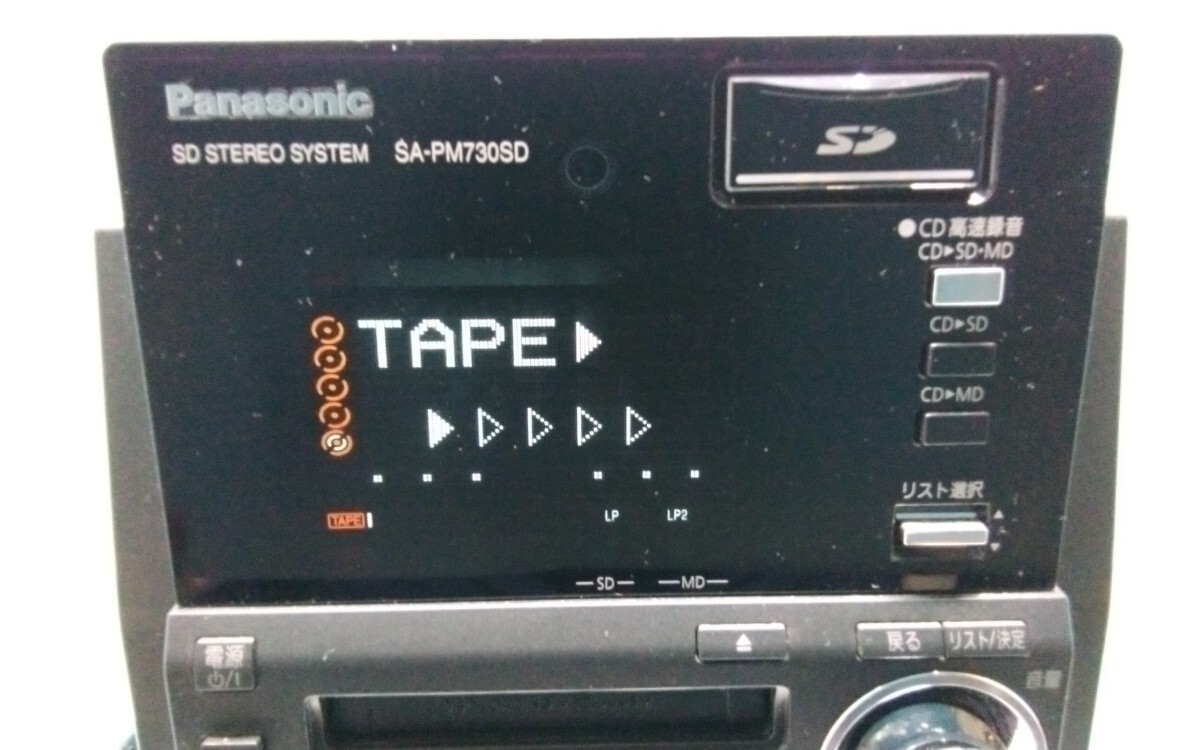 Panasonic
SD STEREO SYSTEM SA-PM730SD
SD
●CD 高速録音
CD▶SD・MD
CD▶SD
CD▶MD
TAPE▶
リスト選択
TAPE
LP LP2
SD MD
電源
⏻/I
戻る
リスト/決定
音量